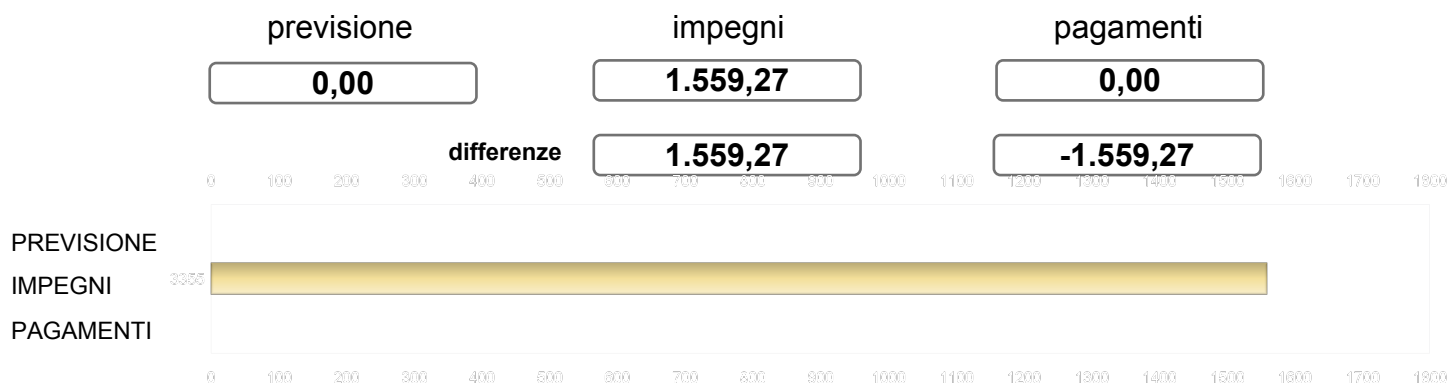 previsione impegni pagamenti
0,00 1.559,27 0,00
differenze 1.559,27 -1.559,27
0 100 200 300 400 500 600 700 800 900 1000 1100 1200 1300 1400 1500 1600 1700 1800
PREVISIONE
3355
IMPEGNI
PAGAMENTI
0 100 200 300 400 500 600 700 800 900 1000 1100 1200 1300 1400 1500 1600 1700 1800